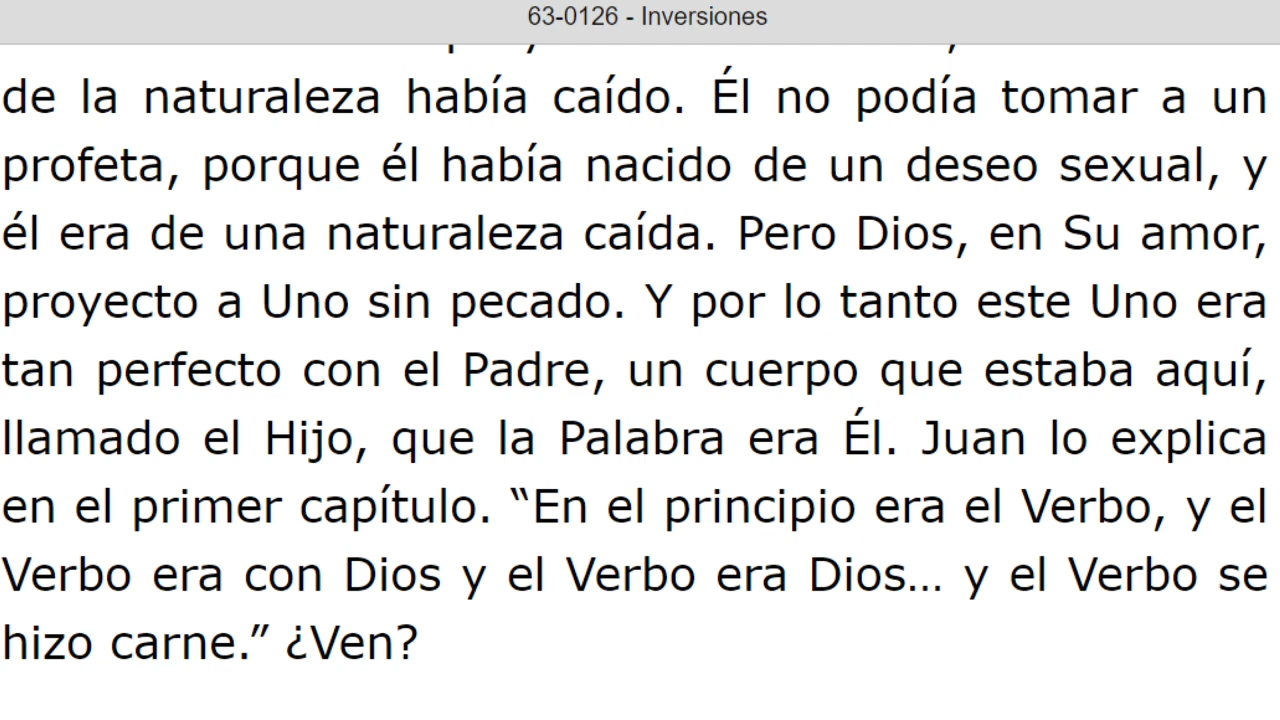 63-0126 - Inversiones
de la naturaleza había caído. Él no podía tomar a un
profeta, porque él había nacido de un deseo sexual, y
él era de una naturaleza caída. Pero Dios, en Su amor,
proyecto a Uno sin pecado. Y por lo tanto este Uno era
tan perfecto con el Padre, un cuerpo que estaba aquí,
llamado el Hijo, que la Palabra era Él. Juan lo explica
en el primer capítulo. “En el principio era el Verbo, y el
Verbo era con Dios y el Verbo era Dios... y el Verbo se
hizo carne.” ¿Ven?